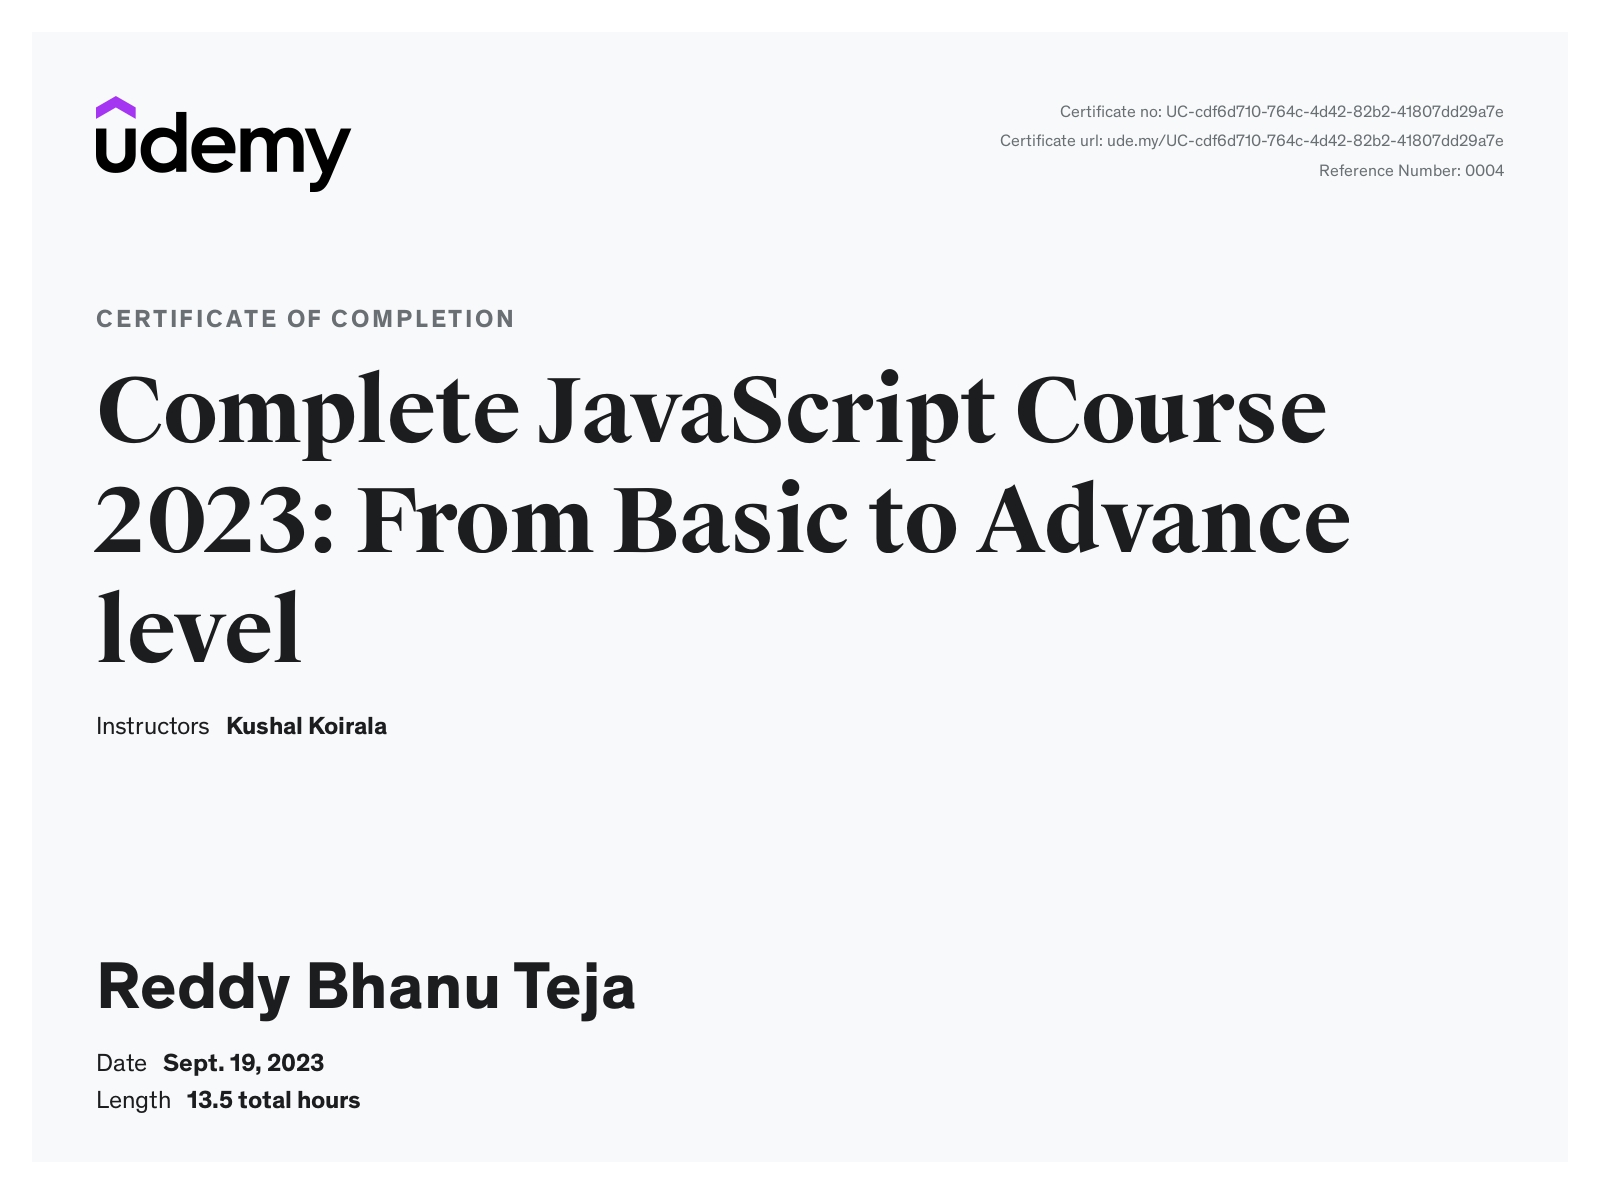 udemy
Certificate no: UC-cdf6d710-764c-4d42-82b2-41807dd29a7e
Certificate url: ude.my/UC-cdf6d710-764c-4d42-82b2-41807dd29a7e
Reference Number: 0004
CERTIFICATE OF COMPLETION
Complete JavaScript Course
2023: From Basic to Advance
level
Instructors Kushal Koirala
Reddy Bhanu Teja
Date Sept. 19, 2023
Length 13.5 total hours